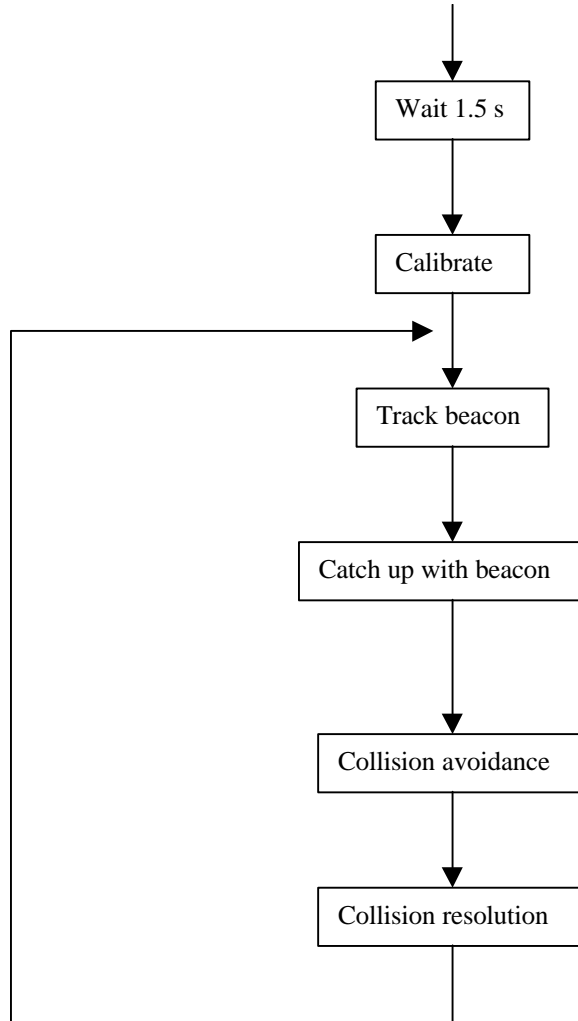 Wait 1.5 s
Calibrate
Track beacon
Catch up with beacon
Collision avoidance
Collision resolution